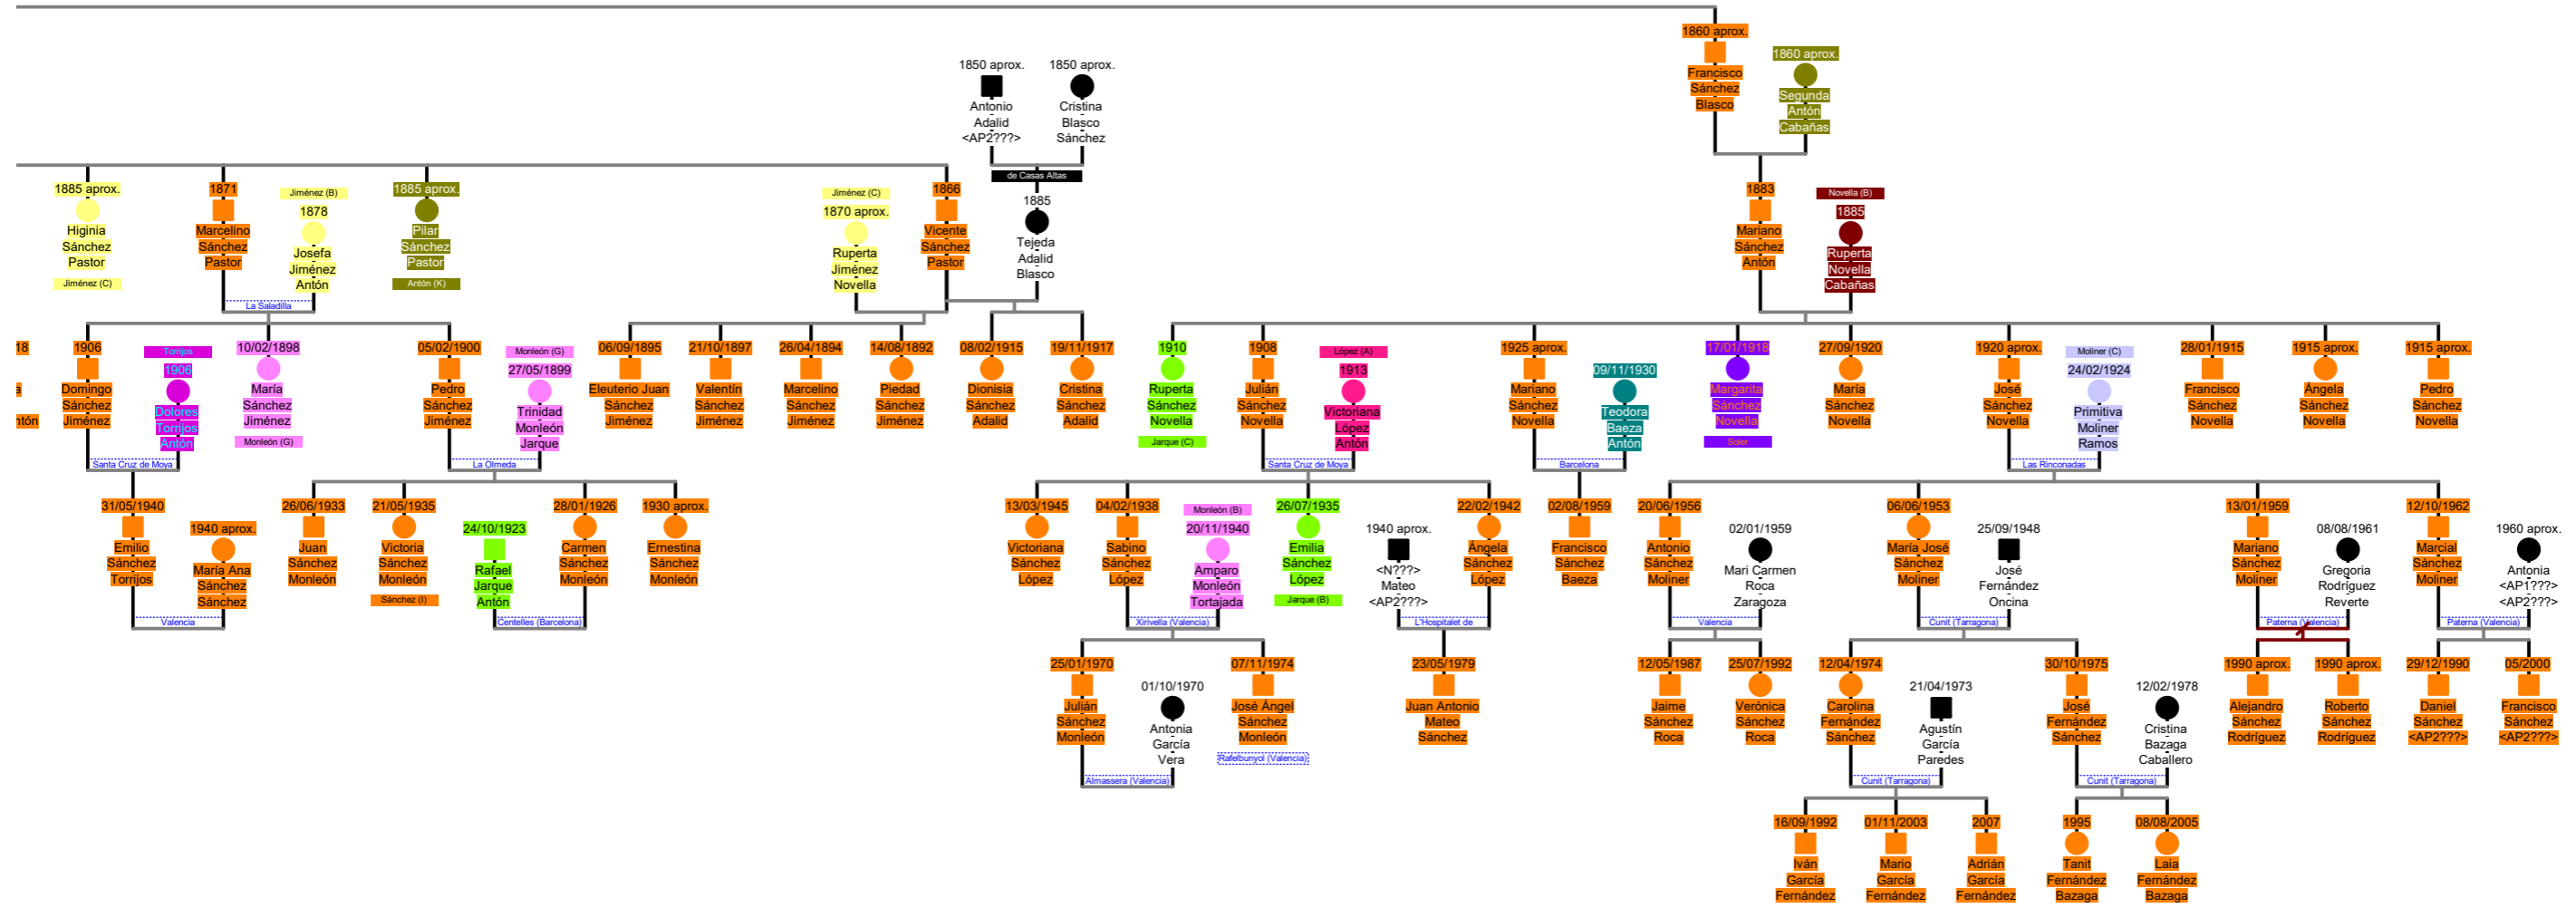 1860 aprox.
Francisco
Sánchez
Blasco
1860 aprox.
Segunda
Antón
Cabañas
1850 aprox.
Antonio
Adalid
<AP2???>
1850 aprox.
Cristina
Blasco
Sánchez
de Casas Altas
1885 aprox.
Higinia
Sánchez
Pastor
Jiménez (C)
1871
Marcelino
Sánchez
Pastor
Jiménez (B)
1878
Josefa
Jiménez
Antón
La Saladilla
1885 aprox.
Pilar
Sánchez
Pastor
Antón (K)
Jiménez (C)
1870 aprox.
Ruperta
Jiménez
Novella
1866
Vicente
Sánchez
Pastor
1885
Tejeda
Adalid
Blasco
1883
Mariano
Sánchez
Antón
Novella (B)
1885
Ruperta
Novella
Cabañas
18
a
ntón
1906
Domingo
Sánchez
Jiménez
Torrijos
1906
Dolores
Torrijos
Antón
Santa Cruz de Moya
10/02/1898
María
Sánchez
Jiménez
Monleón (G)
05/02/1900
Pedro
Sánchez
Jiménez
Monleón (G)
27/05/1899
Trinidad
Monleón
Jarque
La Olmeda
06/09/1895
Eleuterio Juan
Sánchez
Jiménez
21/10/1897
Valentín
Sánchez
Jiménez
26/04/1894
Marcelino
Sánchez
Jiménez
14/08/1892
Piedad
Sánchez
Jiménez
08/02/1915
Dionisia
Sánchez
Adalid
19/11/1917
Cristina
Sánchez
Adalid
1910
Ruperta
Sánchez
Novella
Jarque (C)
1908
Julián
Sánchez
Novella
López (A)
1913
Victoriana
López
Antón
Santa Cruz de Moya
1925 aprox.
Mariano
Sánchez
Novella
09/11/1930
Teodora
Baeza
Antón
Barcelona
17/01/1918
Margarita
Sánchez
Novella
Soler
27/09/1920
María
Sánchez
Novella
1920 aprox.
José
Sánchez
Novella
Moliner (C)
24/02/1924
Primitiva
Moliner
Ramos
Las Rinconadas
28/01/1915
Francisco
Sánchez
Novella
1915 aprox.
Ángela
Sánchez
Novella
1915 aprox.
Pedro
Sánchez
Novella
31/05/1940
Emilio
Sánchez
Torrijos
1940 aprox.
María Ana
Sánchez
Sánchez
Valencia
26/06/1933
Juan
Sánchez
Monleón
21/05/1935
Victoria
Sánchez
Monleón
Sánchez (I)
24/10/1923
Rafael
Jarque
Antón
28/01/1926
Carmen
Sánchez
Monleón
Centelles (Barcelona)
1930 aprox.
Ernestina
Sánchez
Monleón
13/03/1945
Victoriana
Sánchez
López
04/02/1938
Sabino
Sánchez
López
Monleón (B)
20/11/1940
Amparo
Monleón
Tortajada
Xirivella (Valencia)
26/07/1935
Emilia
Sánchez
López
Jarque (B)
1940 aprox.
<N???>
Mateo
<AP2???>
22/02/1942
Ángela
Sánchez
López
L'Hospitalet de
02/08/1959
Francisco
Sánchez
Baeza
20/06/1956
Antonio
Sánchez
Moliner
02/01/1959
Mari Carmen
Roca
Zaragoza
Valencia
06/06/1953
María José
Sánchez
Moliner
25/09/1948
José
Fernández
Oncina
Cunit (Tarragona)
13/01/1959
Mariano
Sánchez
Moliner
08/08/1961
Gregoria
Rodríguez
Reverte
Paterna (Valencia)
12/10/1962
Marcial
Sánchez
Moliner
1960 aprox.
Antonia
<AP1???>
<AP2???>
Paterna (Valencia)
25/01/1970
Julián
Sánchez
Monleón
01/10/1970
Antonia
García
Vera
Almassera (Valencia)
07/11/1974
José Ángel
Sánchez
Monleón
Rafelbunyol (Valencia)
23/05/1979
Juan Antonio
Mateo
Sánchez
12/05/1987
Jaime
Sánchez
Roca
25/07/1992
Verónica
Sánchez
Roca
12/04/1974
Carolina
Fernández
Sánchez
21/04/1973
Agustín
García
Paredes
Cunit (Tarragona)
30/10/1975
José
Fernández
Sánchez
12/02/1978
Cristina
Bazaga
Caballero
Cunit (Tarragona)
1990 aprox.
Alejandro
Sánchez
Rodríguez
1990 aprox.
Roberto
Sánchez
Rodríguez
29/12/1990
Daniel
Sánchez
<AP2???>
05/2000
Francisco
Sánchez
<AP2???>
16/09/1992
Iván
García
Fernández
01/11/2003
Mario
García
Fernández
2007
Adrián
García
Fernández
1995
Tanit
Fernández
Bazaga
08/08/2005
Laia
Fernández
Bazaga